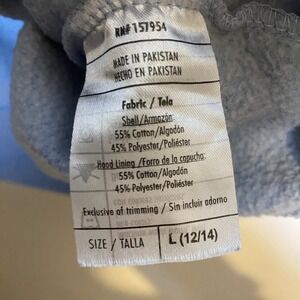 RN# 157954
MADE IN PAKISTAN
HECHO EN PAKISTAN
Fabric / Tela
Shell/Armazón:
55% Cotton/Algodón
45% Polyester/Poliéster
Hood Lining /Forro de la capucha:
55% Cotton/Algodón
45% Polyester/Poliéster
Exclusive of trimming / Sin incluir adorno
SIZE / TALLA L (12/14)